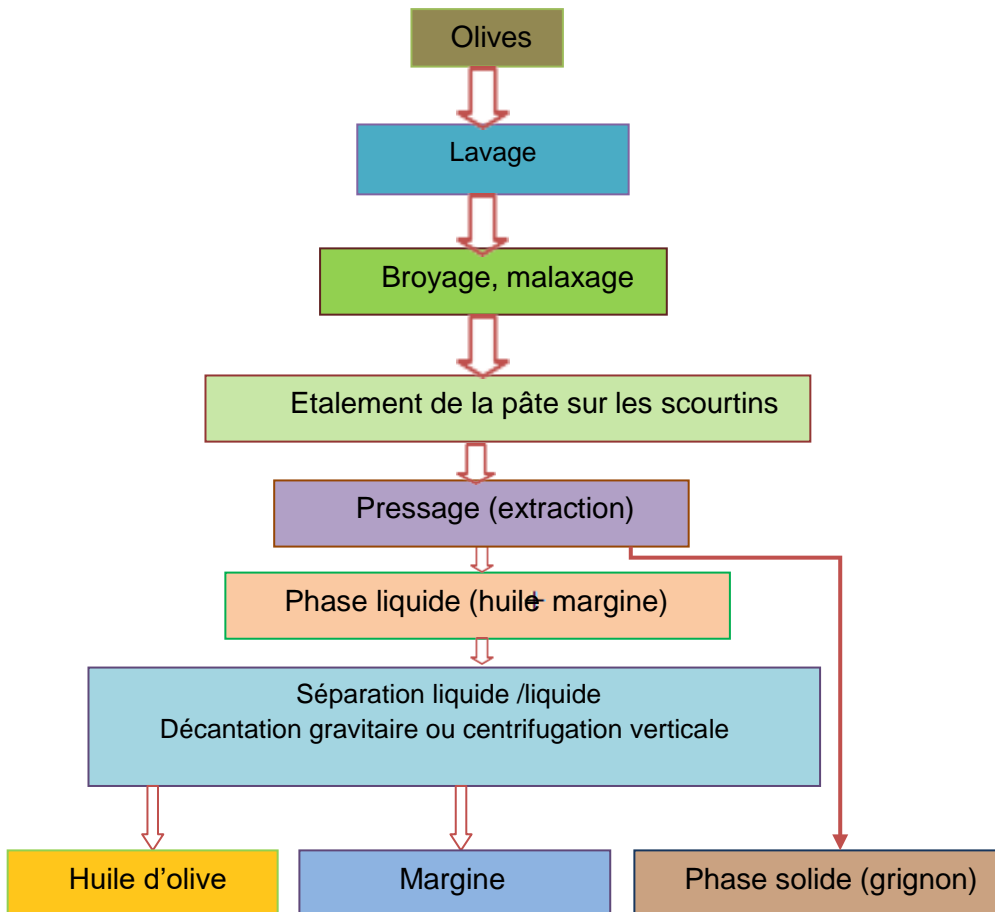 Olives
Lavage
Broyage, malaxage
Etalement de la pâte sur les scourtins
Pressage (extraction)
Phase liquide (huile+ margine)
Séparation liquide /liquide
Décantation gravitaire ou centrifugation verticale
Huile d’olive
Margine
Phase solide (grignon)